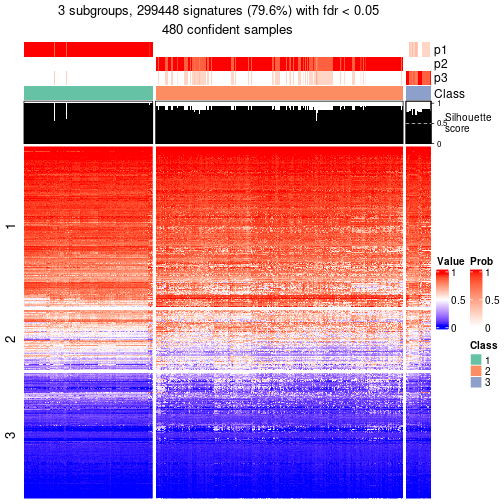 3 subgroups, 299448 signatures (79.6%) with fdr < 0.05
480 confident samples
p1
p2
p3
Class
1
0.5
0
Silhouette
score
1
2
3
Value
1
0.5
0
Prob
1
0.5
0
Class
1
2
3